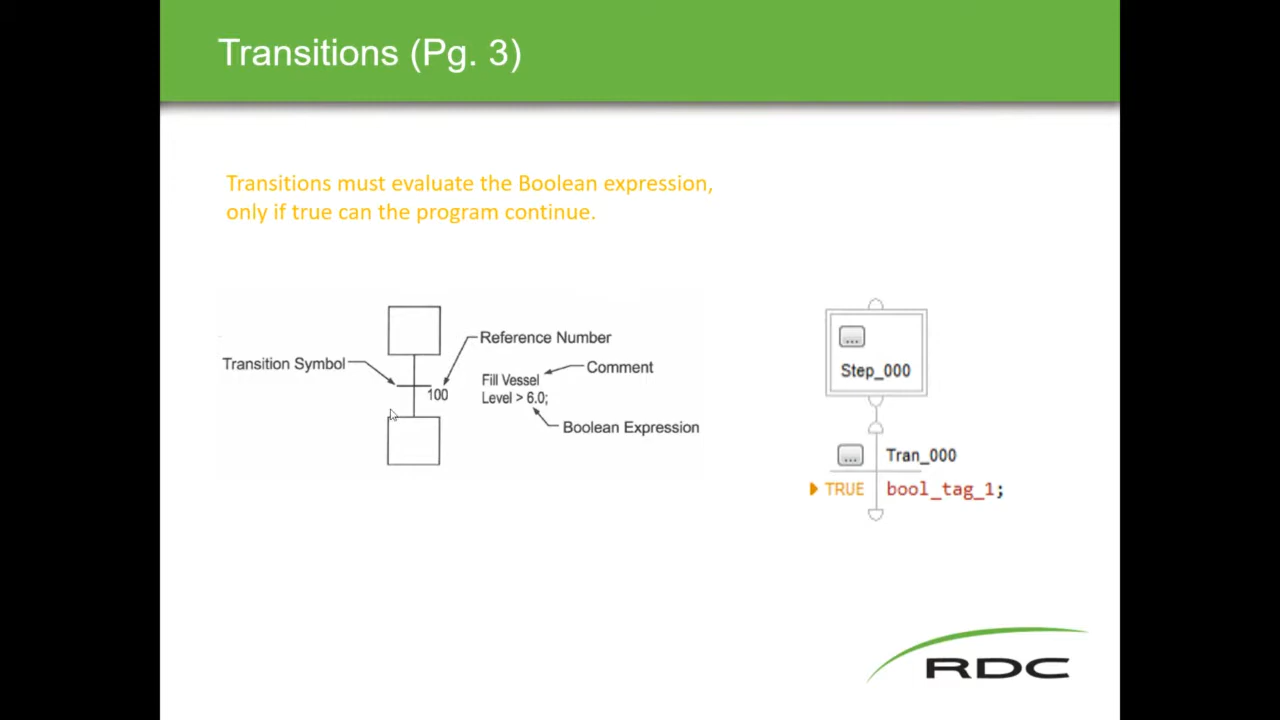 Transitions (Pg. 3)
Transitions must evaluate the Boolean expression,
only if true can the program continue.
Reference Number
Transition Symbol
Comment
Fill Vessel
100
Level > 6.0;
Boolean Expression
...
Step_000
...
Tran_000
TRUE
bool_tag_1;
RDC